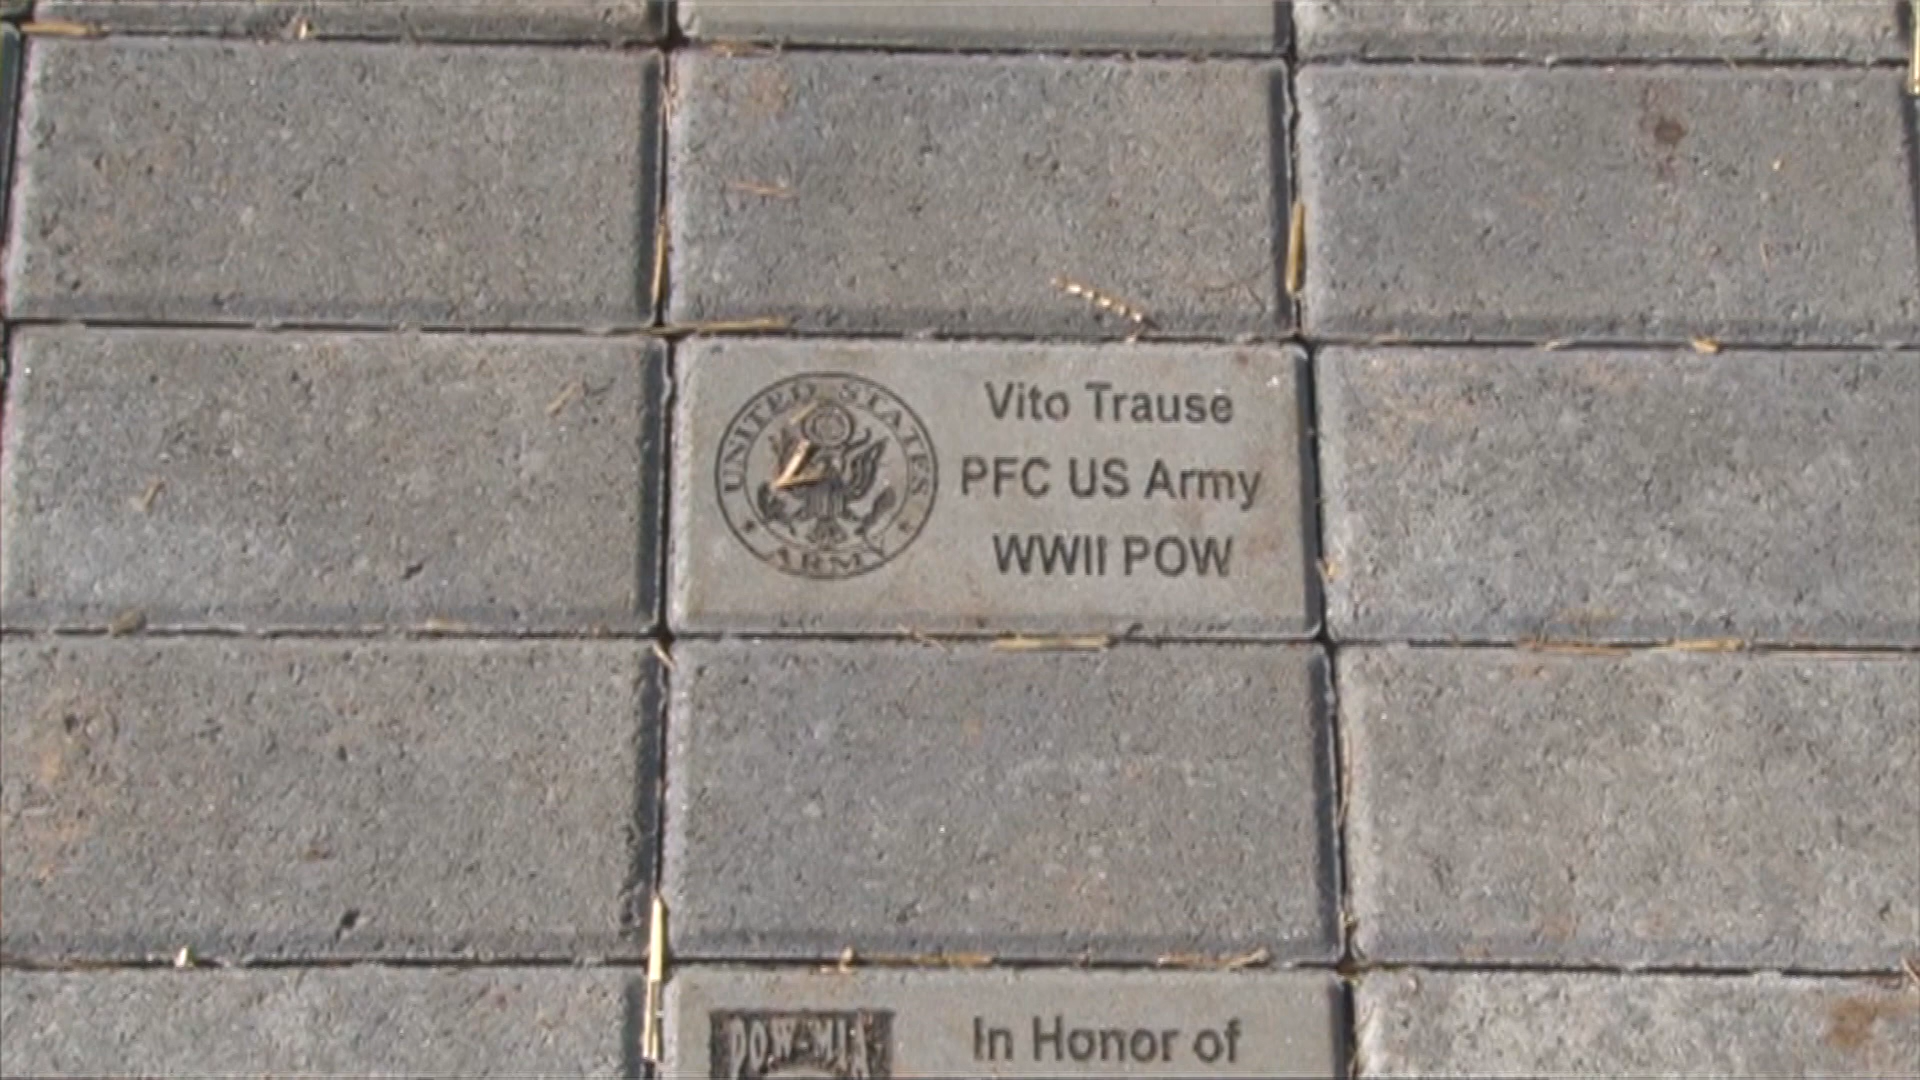 UNITED STATES
ARMY
Vito Trause
PFC US Army
WWII POW
POW-MIA
In Honor of